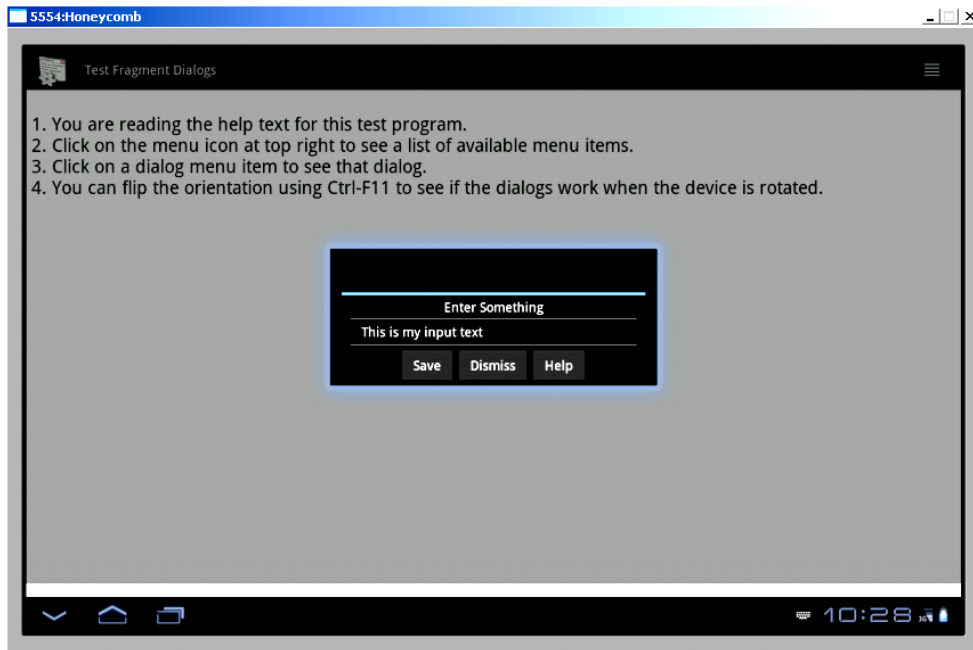 5554:Honeycomb
Test Fragment Dialogs
1. You are reading the help text for this test program.
2. Click on the menu icon at top right to see a list of available menu items.
3. Click on a dialog menu item to see that dialog.
4. You can flip the orientation using Ctrl-F11 to see if the dialogs work when the device is rotated.
Enter Something
This is my input text
Save Dismiss Help
10:28 3G